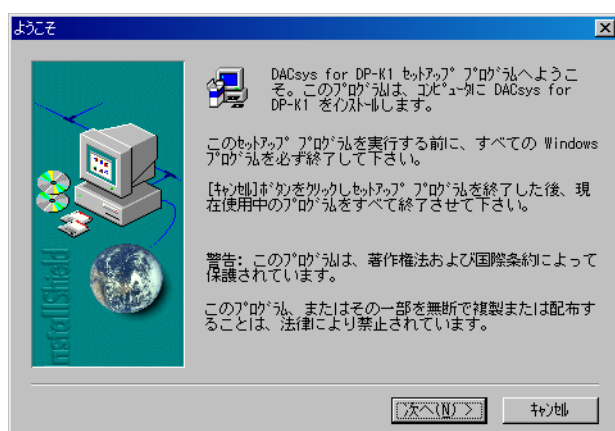 ようこそ
DACsys for DP-K1 ｾｯﾄｱｯﾌﾟ ﾌﾟﾛｸﾞﾗﾑへようこ
そ。このﾌﾟﾛｸﾞﾗﾑは、ｺﾝﾋﾟｭｰﾀに DACsys for
DP-K1 をｲﾝｽﾄｰﾙします。
このｾｯﾄｱｯﾌﾟ ﾌﾟﾛｸﾞﾗﾑを実行する前に、すべての Windows
ﾌﾟﾛｸﾞﾗﾑを必ず終了して下さい。
[ｷｬﾝｾﾙ]ﾎﾞﾀﾝをｸﾘｯｸしｾｯﾄｱｯﾌﾟ ﾌﾟﾛｸﾞﾗﾑを終了した後、現
在使用中のﾌﾟﾛｸﾞﾗﾑをすべて終了させて下さい。
警告: このﾌﾟﾛｸﾞﾗﾑは、著作権法および国際条約によって
保護されています。
このﾌﾟﾛｸﾞﾗﾑ、またはその一部を無断で複製または配布す
ることは、法律により禁止されています。
InstallShield
次へ(N) >
ｷｬﾝｾﾙ